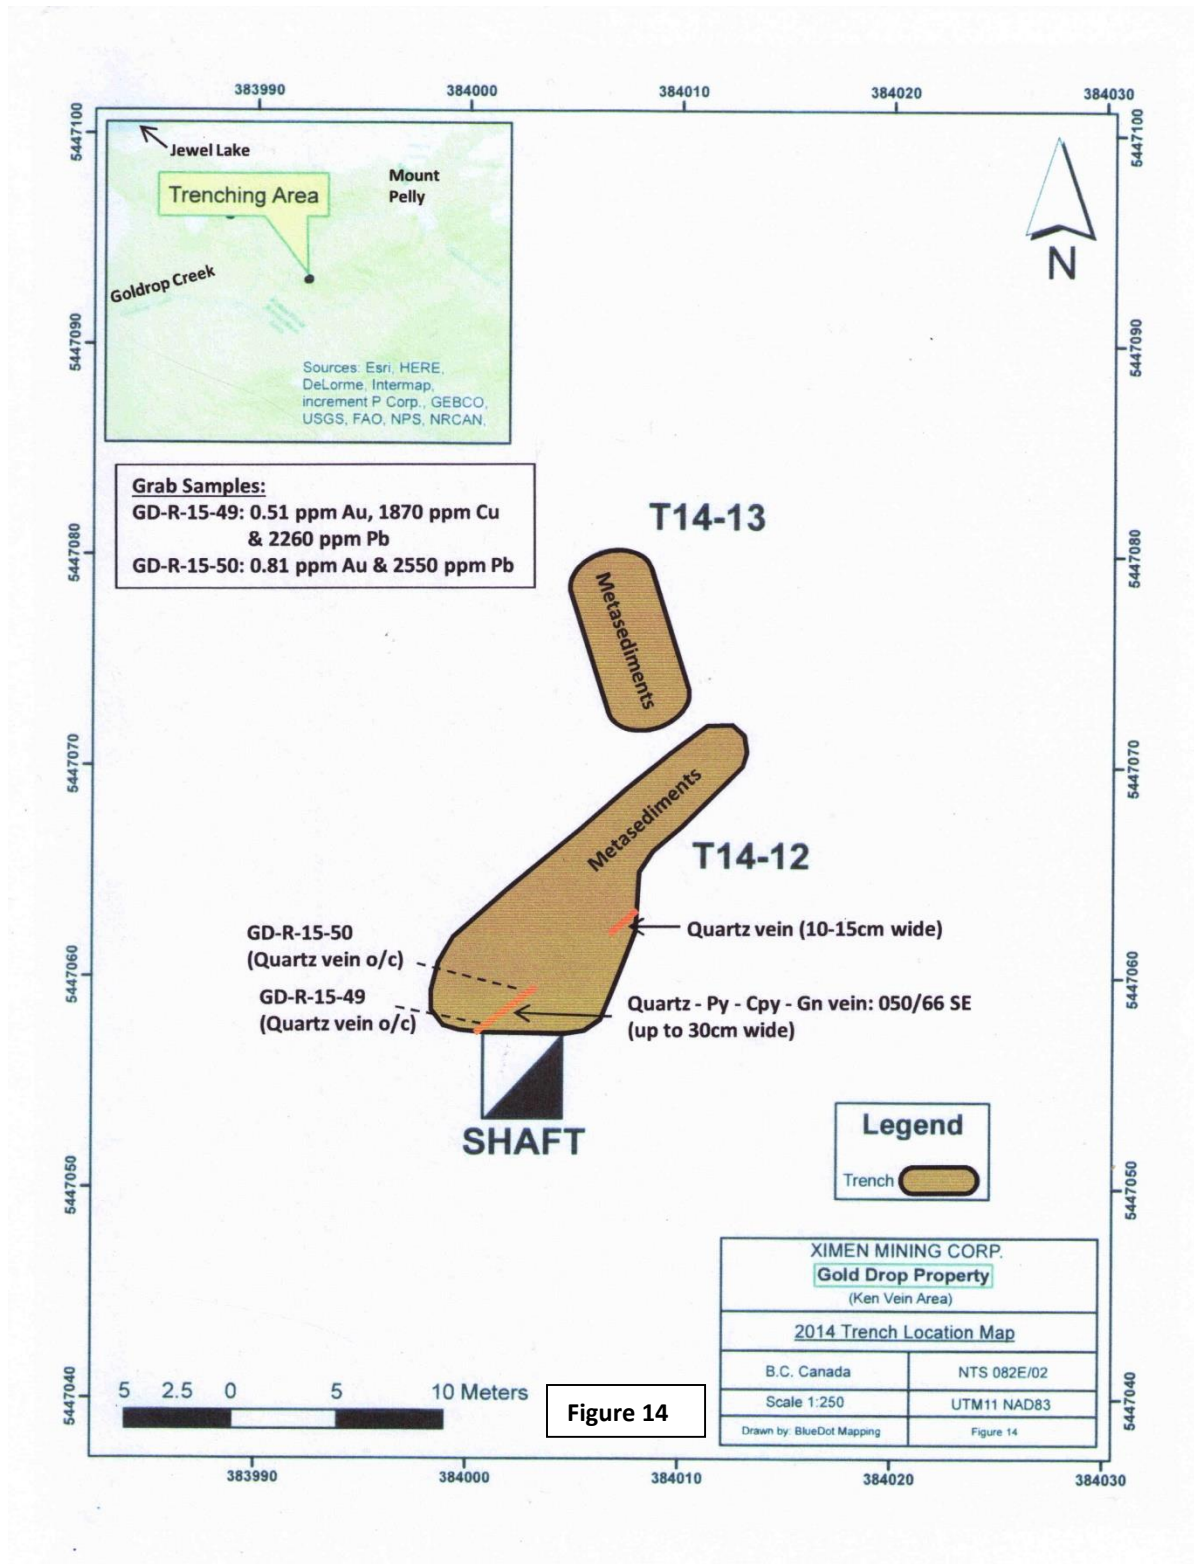 383990
384000
384010
384020
384030
5447100
5447100
Jewel Lake
Mount
Pelly
Trenching Area
Goldrop Creek
N
Sources: Esri, HERE,
DeLorme, Intermap,
increment P Corp., GEBCO,
USGS, FAO, NPS, NRCAN,
5447090
5447090
Grab Samples:
GD-R-15-49: 0.51 ppm Au, 1870 ppm Cu
& 2260 ppm Pb
GD-R-15-50: 0.81 ppm Au & 2550 ppm Pb
5447080
5447080
T14-13
Metasediments
5447070
5447070
Metasediments
T14-12
GD-R-15-50
(Quartz vein o/c)
Quartz vein (10-15cm wide)
5447060
5447060
GD-R-15-49
(Quartz vein o/c)
Quartz - Py - Cpy - Gn vein: 050/66 SE
(up to 30cm wide)
SHAFT
Legend
Trench
5447050
5447050
XIMEN MINING CORP.
Gold Drop Property
(Ken Vein Area)
2014 Trench Location Map
B.C. Canada
NTS 082E/02
Scale 1:250
UTM11 NAD83
Drawn by: BlueDot Mapping
Figure 14
5447040
5447040
5 2.5 0 5 10 Meters
Figure 14
383990
384000
384010
384020
384030